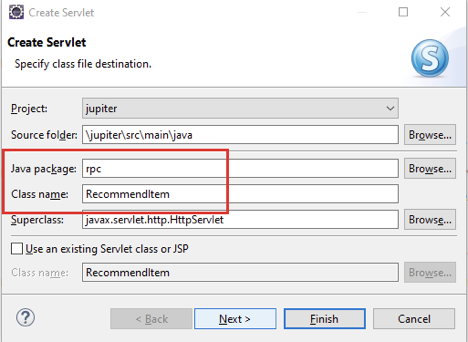 Create Servlet
Create Servlet
Specify class file destination.
S
Project: jupiter
Source folder: \jupiter\src\main\java Browse...
Java package: rpc Browse...
Class name: RecommendItem
Superclass: javax.servlet.http.HttpServlet Browse...
Use an existing Servlet class or JSP
Class name: RecommendItem Browse...
? < Back Next > Finish Cancel